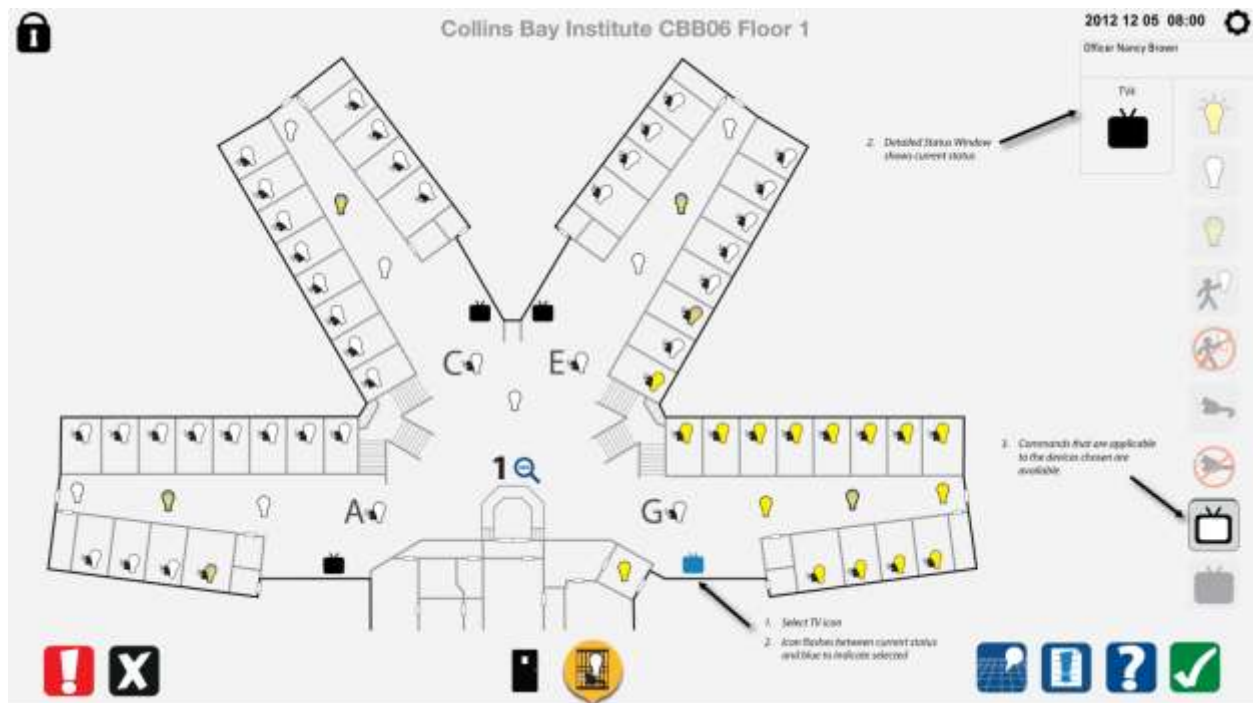 Collins Bay Institute CBB06 Floor 1
2012 12 05 08:00
Officer Nancy Brown
2. Detailed Status Window
shows current status
C
E
1
A
G
3. Commands that are applicable
to the devices chosen are
available
1. Select TV icon
2. Icon flashes between current status
and blue to indicate selected